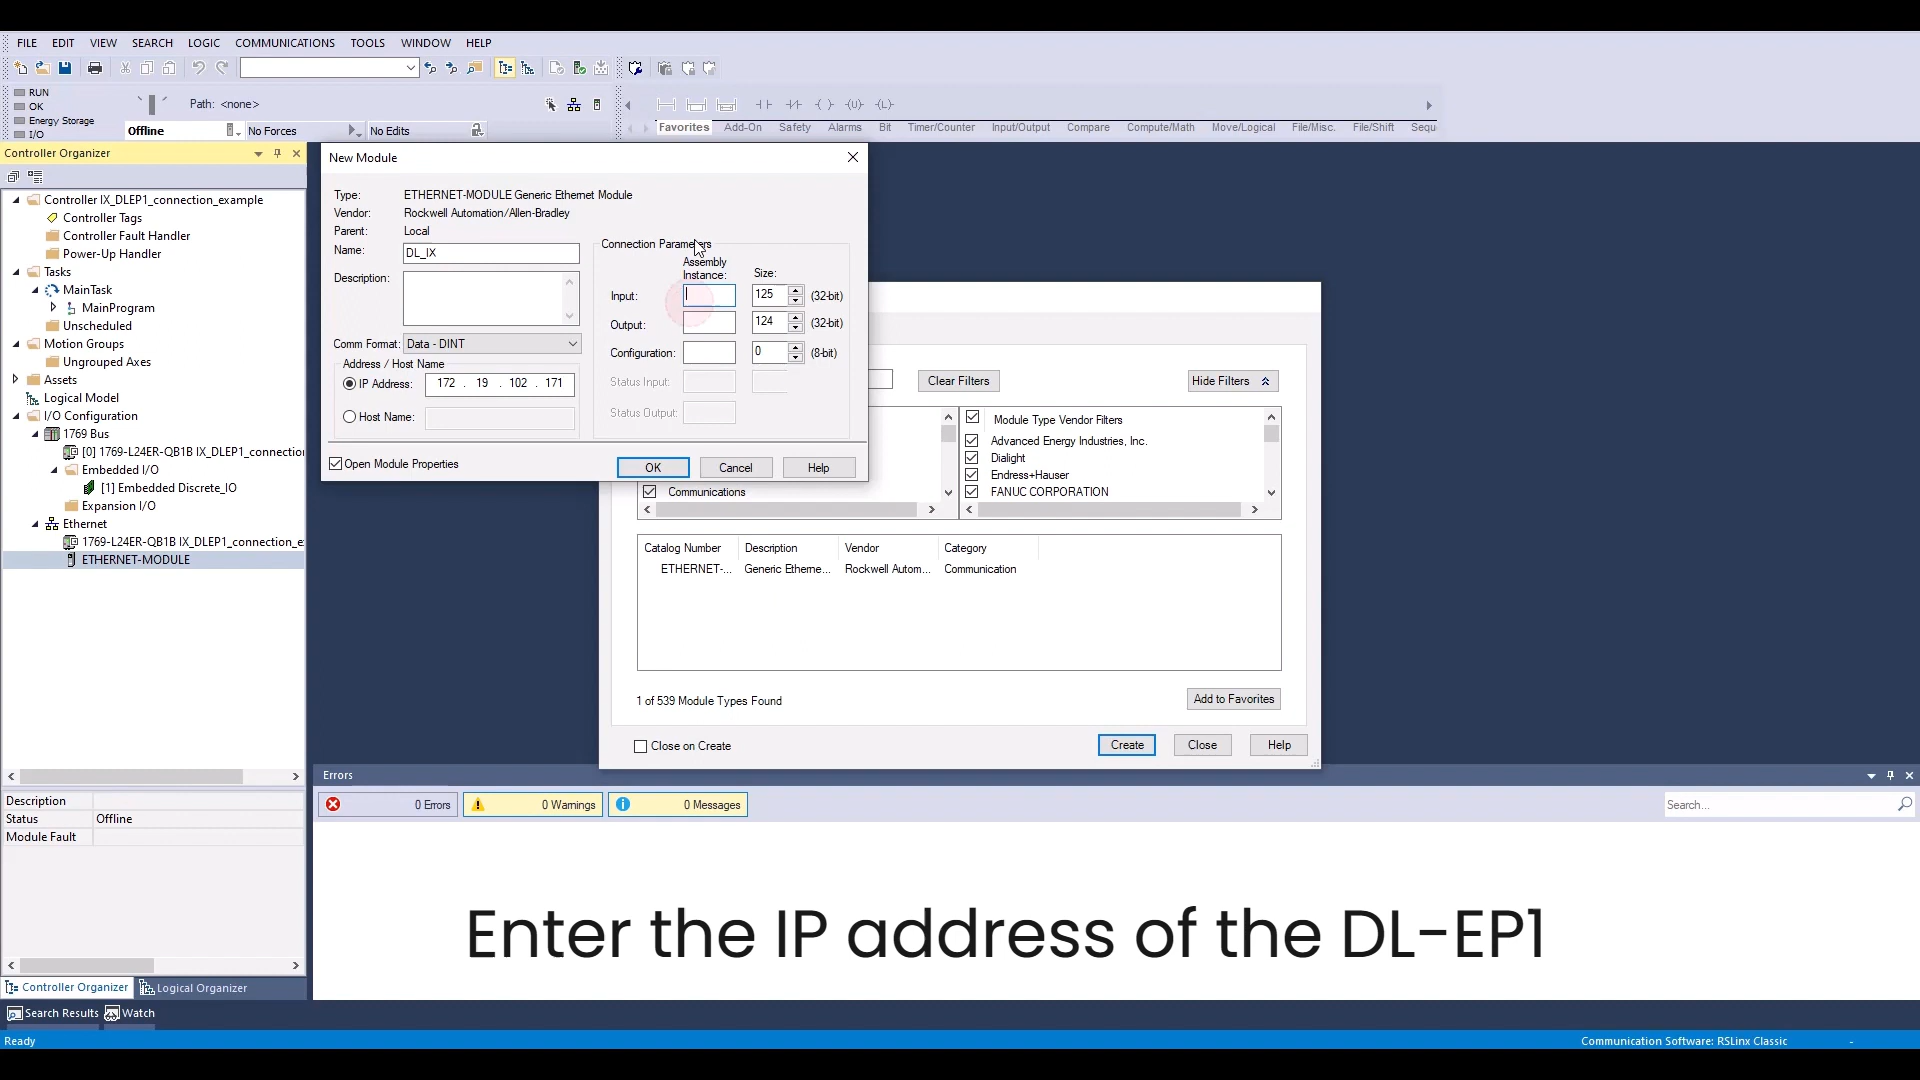 FILE EDIT VIEW SEARCH LOGIC COMMUNICATIONS TOOLS WINDOW HELP
RUN
OK
Energy Storage
I/O
Path: <none>
Offline No Forces No Edits
Favorites Add-On Safety Alarms Bit Timer/Counter Input/Output Compare Compute/Math Move/Logical File/Misc. File/Shift Sequ
Controller Organizer
Controller IX_DLEP1_connection_example
Controller Tags
Controller Fault Handler
Power-Up Handler
Tasks
MainTask
MainProgram
Unscheduled
Motion Groups
Ungrouped Axes
Assets
Logical Model
I/O Configuration
1769 Bus
[0] 1769-L24ER-QB1B IX_DLEP1_connectio
Embedded I/O
[1] Embedded Discrete_IO
Expansion I/O
Ethernet
1769-L24ER-QB1B IX_DLEP1_connection_e
ETHERNET-MODULE
Description
Status Offline
Module Fault
Controller Organizer Logical Organizer
New Module
Type: ETHERNET-MODULE Generic Ethernet Module
Vendor: Rockwell Automation/Allen-Bradley
Parent: Local
Name: DL_IX
Description:
Comm Format: Data - DINT
Address / Host Name
IP Address: 172 . 19 . 102 . 171
Host Name:
Connection Parameters
Assembly
Instance: Size:
Input: 125 (32-bit)
Output: 124 (32-bit)
Configuration: 0 (8-bit)
Status Input:
Status Output:
Open Module Properties OK Cancel Help
Clear Filters Hide Filters
Communications
Module Type Vendor Filters
Advanced Energy Industries, Inc.
Dialight
Endress+Hauser
FANUC CORPORATION
Catalog Number Description Vendor Category
ETHERNET-... Generic Etherne... Rockwell Autom... Communication
1 of 539 Module Types Found Add to Favorites
Close on Create Create Close Help
Errors
0 Errors 0 Warnings 0 Messages Search...
Enter the IP address of the DL-EP1
Search Results Watch
Ready Communication Software: RSLinx Classic -